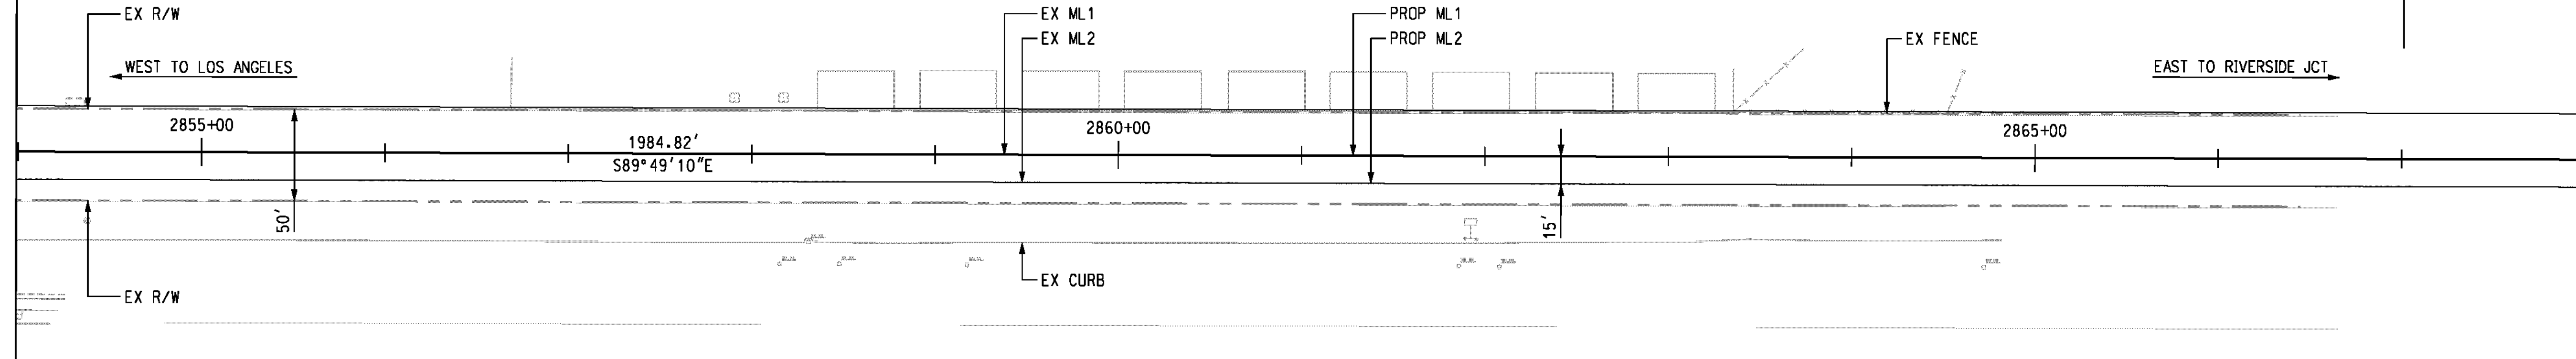 EX R/W
EX ML1
PROP ML1
EX ML2
PROP ML2
EX FENCE
WEST TO LOS ANGELES
EAST TO RIVERSIDE JCT
2855+00
2860+00
2865+00
1984.82'
S89°49'10"E
50'
15'
EX CURB
EX R/W